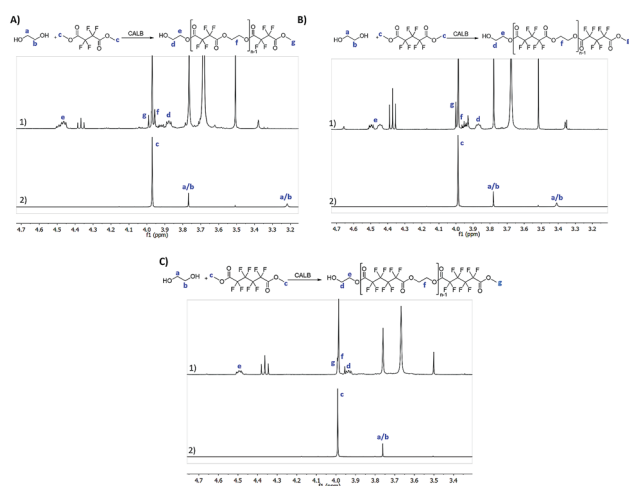 A)
a
HO OH
b
+
c O F F O c
O F F O
CALB
e
HO O
d
O F F O
F F
f
n-1
O F F O
F F
g
1)
e
g
f
d
2)
c
a/b
a/b
4.7 4.6 4.5 4.4 4.3 4.2 4.1 4.0 3.9 3.8 3.7 3.6 3.5 3.4 3.3 3.2
f1 (ppm)
B)
a
HO OH
b
+
c
c
CALB
e
HO O
d
f
n-1
g
1)
e
g
f
d
2)
c
a/b
a/b
4.7 4.6 4.5 4.4 4.3 4.2 4.1 4.0 3.9 3.8 3.7 3.6 3.5 3.4 3.3 3.2
f1 (ppm)
C)
a
HO OH
b
+
c
c
CALB
e
HO O
d
f
n-1
g
1)
e
g
f
d
2)
c
a/b
4.7 4.6 4.5 4.4 4.3 4.2 4.1 4.0 3.9 3.8 3.7 3.6 3.5 3.4
f1 (ppm)